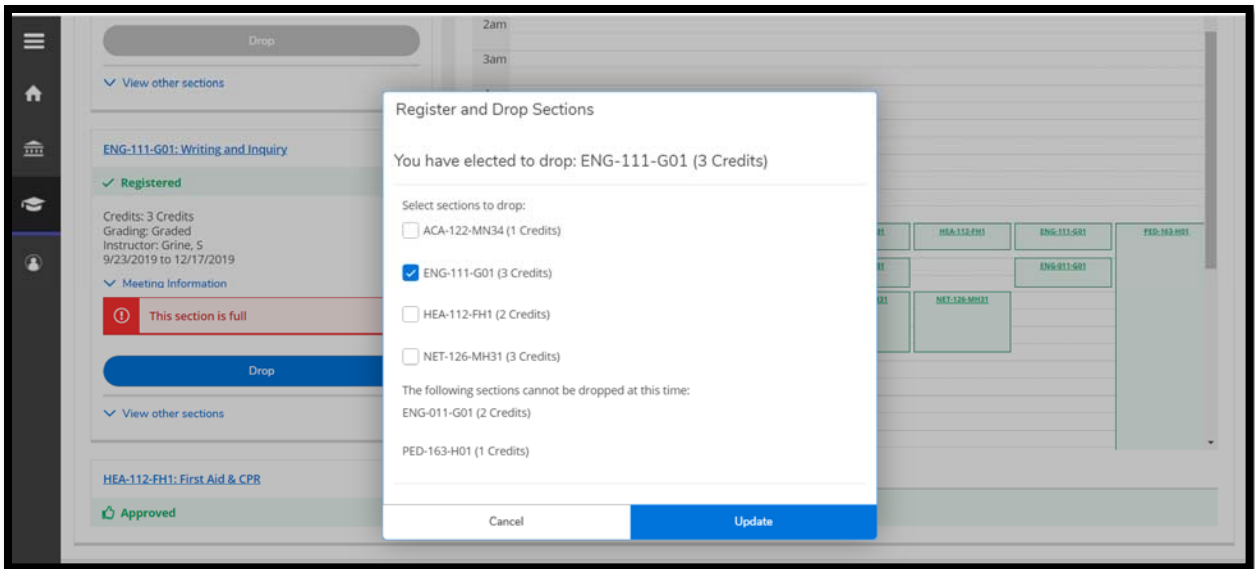 Drop
View other sections
ENG-111-G01: Writing and Inquiry
Registered
Credits: 3 Credits
Grading: Graded
Instructor: Grine, S
9/23/2019 to 12/17/2019
Meeting Information
This section is full
Drop
View other sections
HEA-112-FH1: First Aid & CPR
Approved
2am
3am
Register and Drop Sections
You have elected to drop: ENG-111-G01 (3 Credits)
Select sections to drop:
ACA-122-MN34 (1 Credits)
ENG-111-G01 (3 Credits)
HEA-112-FH1 (2 Credits)
NET-126-MH31 (3 Credits)
The following sections cannot be dropped at this time:
ENG-011-G01 (2 Credits)
PED-163-H01 (1 Credits)
Cancel
Update
HEA-112-FH1
ENG-111-G01
PED-163-H01
ENG-011-G01
NET-126-MH31